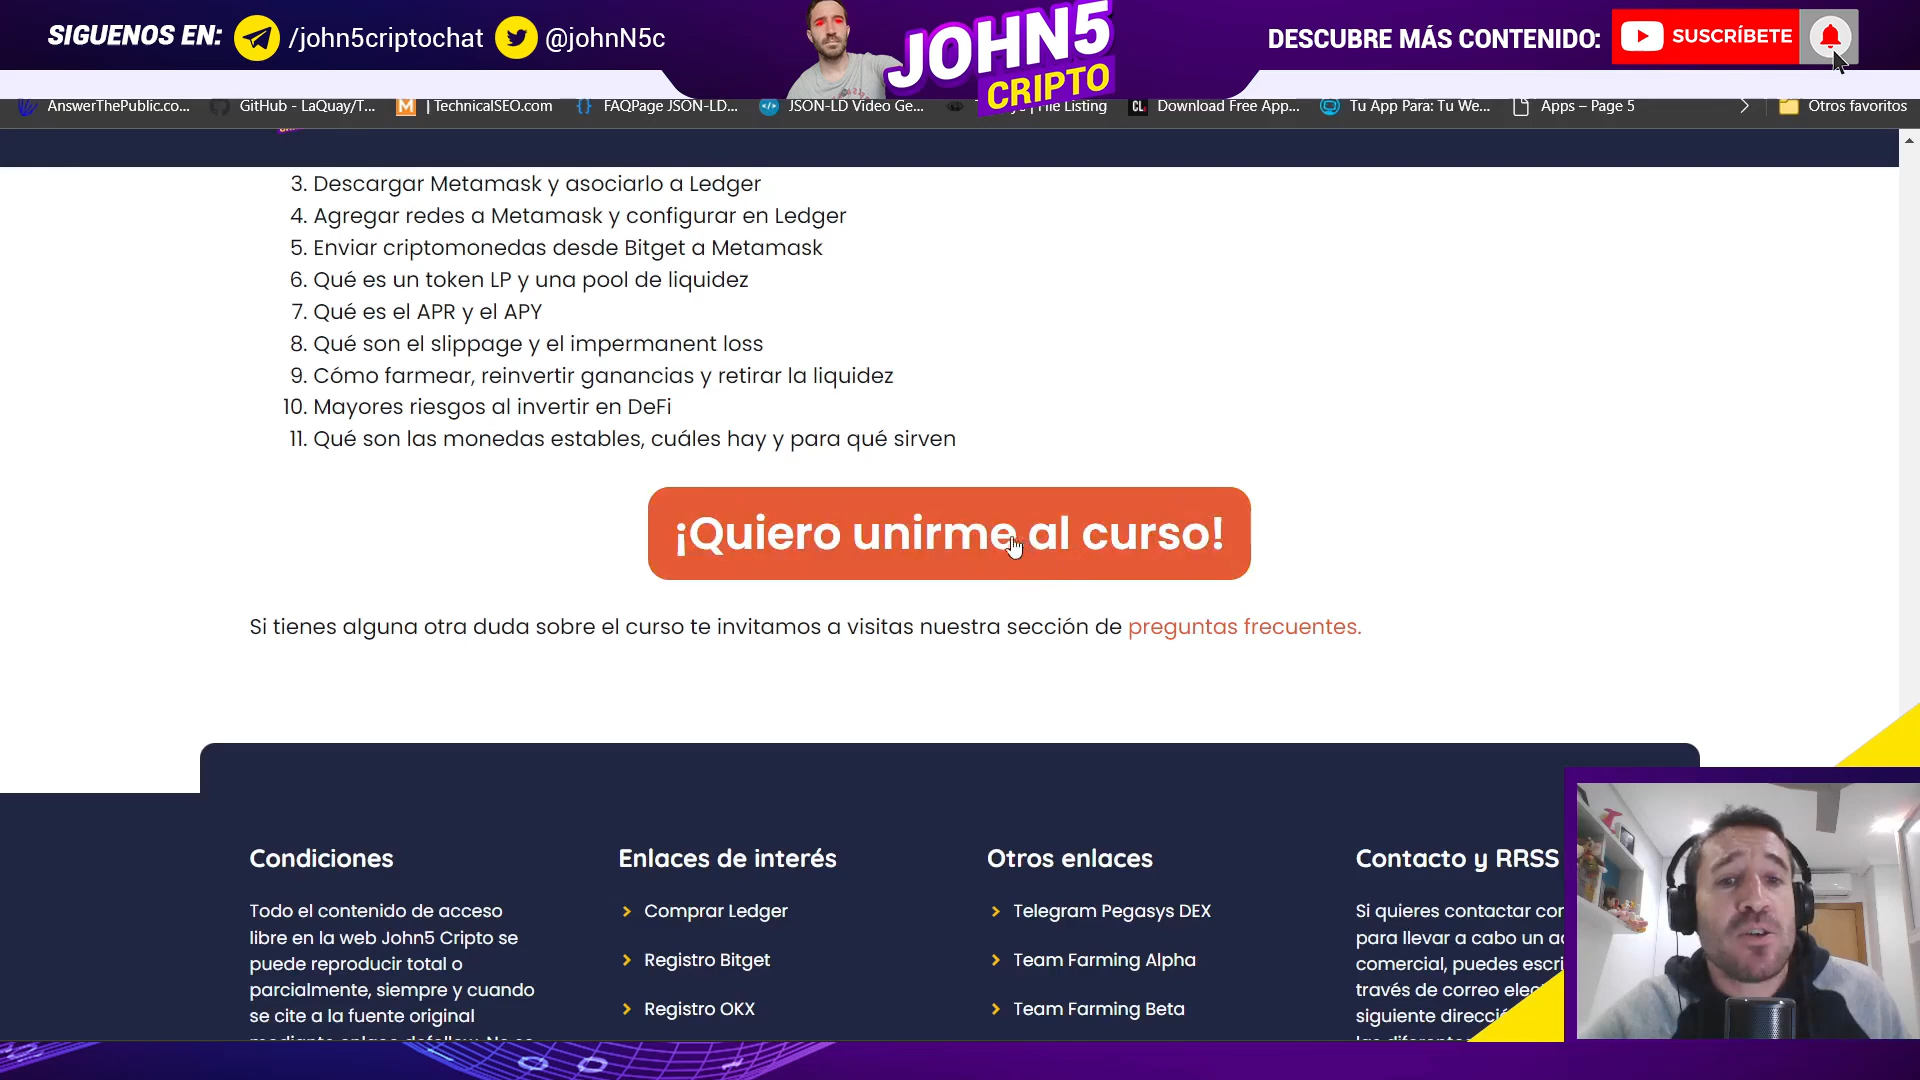 SIGUENOS EN: /john5criptochat @johnN5c
JOHN5
CRIPTO
DESCUBRE MÁS CONTENIDO: SUSCRÍBETE
AnswerThePublic.co... GitHub - LaQuay/T... | TechnicalSEO.com FAQPage JSON-LD... JSON-LD Video Ge... File Listing Download Free App... Tu App Para: Tu We... Apps – Page 5 Otros favoritos
3. Descargar Metamask y asociarlo a Ledger
4. Agregar redes a Metamask y configurar en Ledger
5. Enviar criptomonedas desde Bitget a Metamask
6. Qué es un token LP y una pool de liquidez
7. Qué es el APR y el APY
8. Qué son el slippage y el impermanent loss
9. Cómo farmear, reinvertir ganancias y retirar la liquidez
10. Mayores riesgos al invertir en DeFi
11. Qué son las monedas estables, cuáles hay y para qué sirven
¡Quiero unirme al curso!
Si tienes alguna otra duda sobre el curso te invitamos a visitas nuestra sección de preguntas frecuentes.
Condiciones
Todo el contenido de acceso
libre en la web John5 Cripto se
puede reproducir total o
parcialmente, siempre y cuando
se cite a la fuente original
Enlaces de interés
Comprar Ledger
Registro Bitget
Registro OKX
Otros enlaces
Telegram Pegasys DEX
Team Farming Alpha
Team Farming Beta
Contacto y RRSS
Si quieres contactar con
para llevar a cabo un
comercial, puedes
través de correo
siguiente